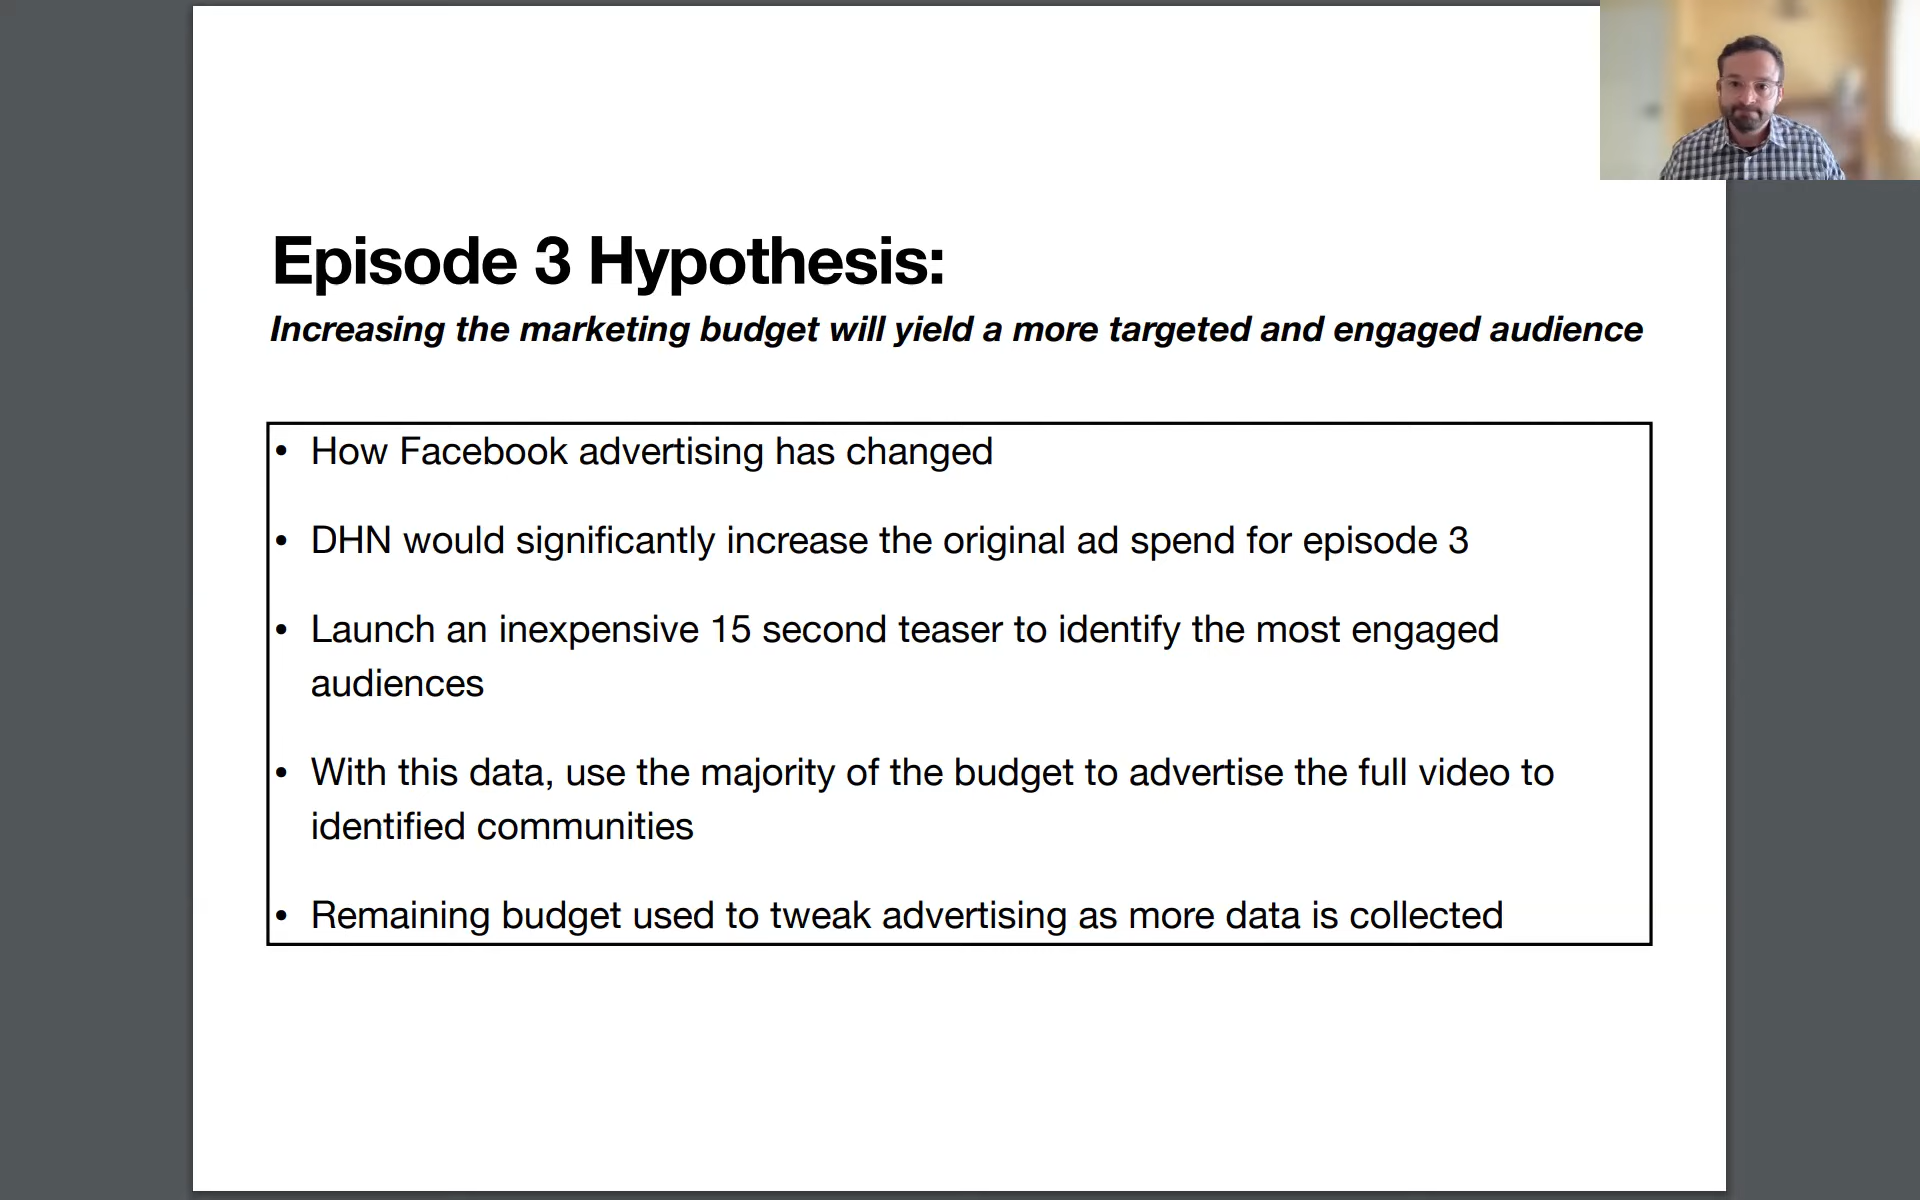 Episode 3 Hypothesis:
Increasing the marketing budget will yield a more targeted and engaged audience
• How Facebook advertising has changed
• DHN would significantly increase the original ad spend for episode 3
• Launch an inexpensive 15 second teaser to identify the most engaged
audiences
• With this data, use the majority of the budget to advertise the full video to
identified communities
• Remaining budget used to tweak advertising as more data is collected